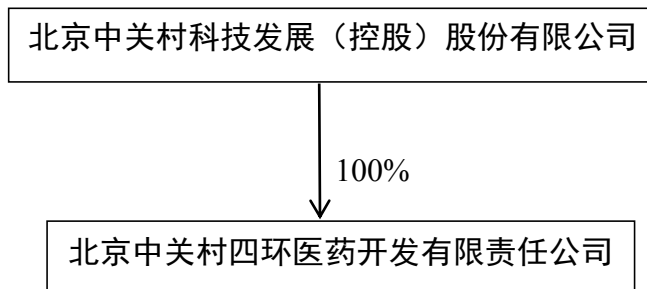 北京中关村科技发展（控股）股份有限公司
100%
北京中关村四环医药开发有限责任公司